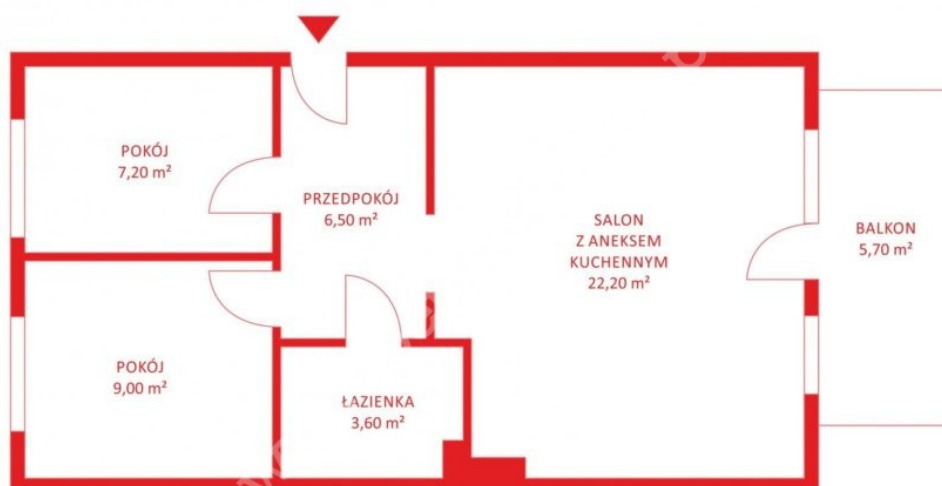 POKÓJ
7,20 m²
PRZEDPOKÓJ
6,50 m²
SALON
Z ANEKSEM
KUCHENNYM
22,20 m²
BALKON
5,70 m²
POKÓJ
9,00 m²
ŁAZIENKA
3,60 m²